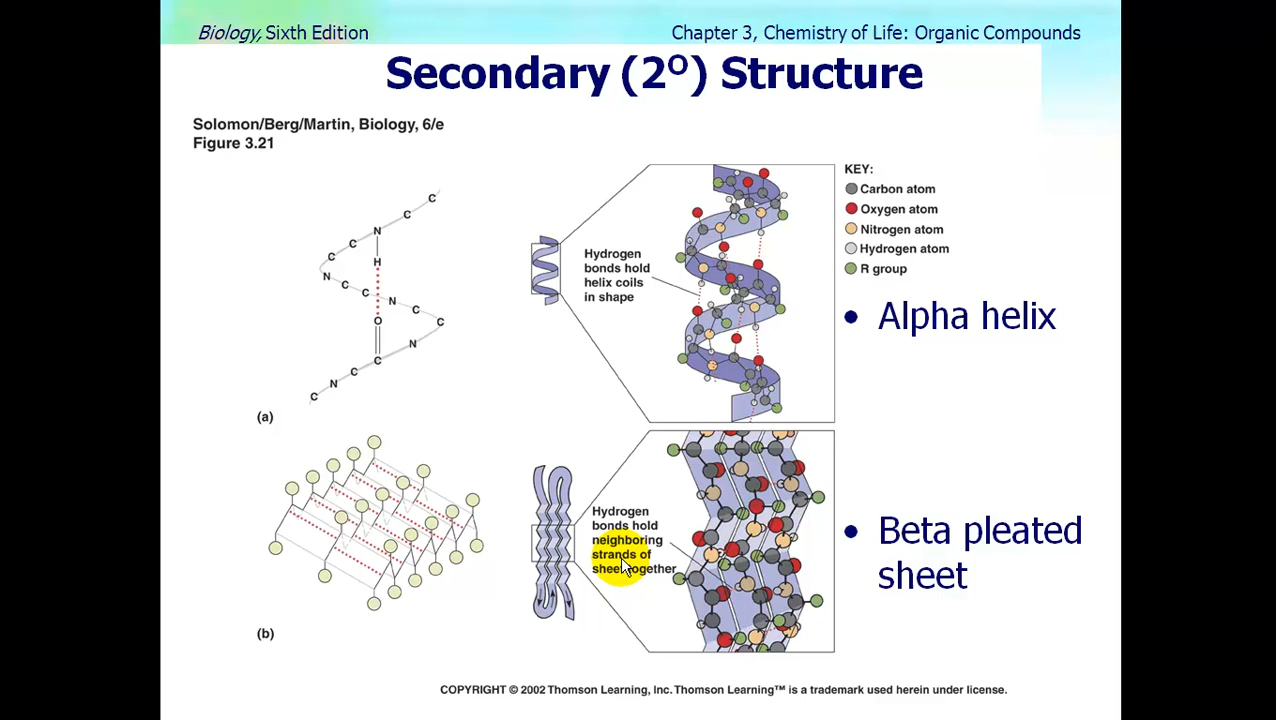 Biology, Sixth Edition
Chapter 3, Chemistry of Life: Organic Compounds
Secondary (2O) Structure
Solomon/Berg/Martin, Biology, 6/e
Figure 3.21
C
C
N
C
C
H
N
C
C
N
C
O
C
N
C
C
N
C
(a)
Hydrogen
bonds hold
helix coils
in shape
KEY:
Carbon atom
Oxygen atom
Nitrogen atom
Hydrogen atom
R group
• Alpha helix
(b)
Hydrogen
bonds hold
neighboring
strands of
sheet together
• Beta pleated
sheet
COPYRIGHT © 2002 Thomson Learning, Inc. Thomson Learning™ is a trademark used herein under license.